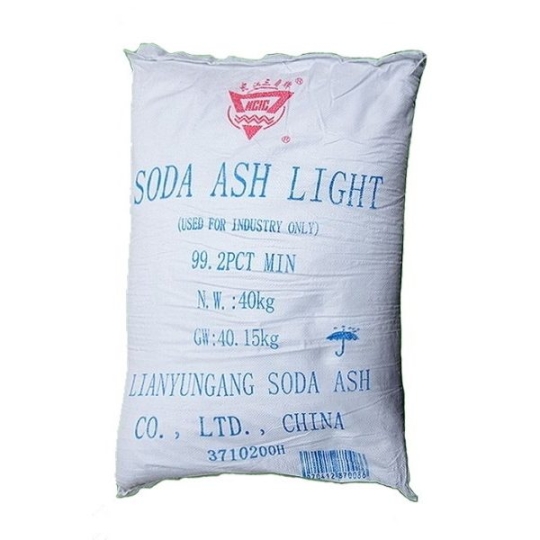 NCIC
®
®
SODA ASH LIGHT
(USED FOR INDUSTRY ONLY)
99.2PCT MIN
N.W.:40kg
GW:40.15kg
LIANYUNGANG SODA ASH
CO., LTD., CHINA
3710200H